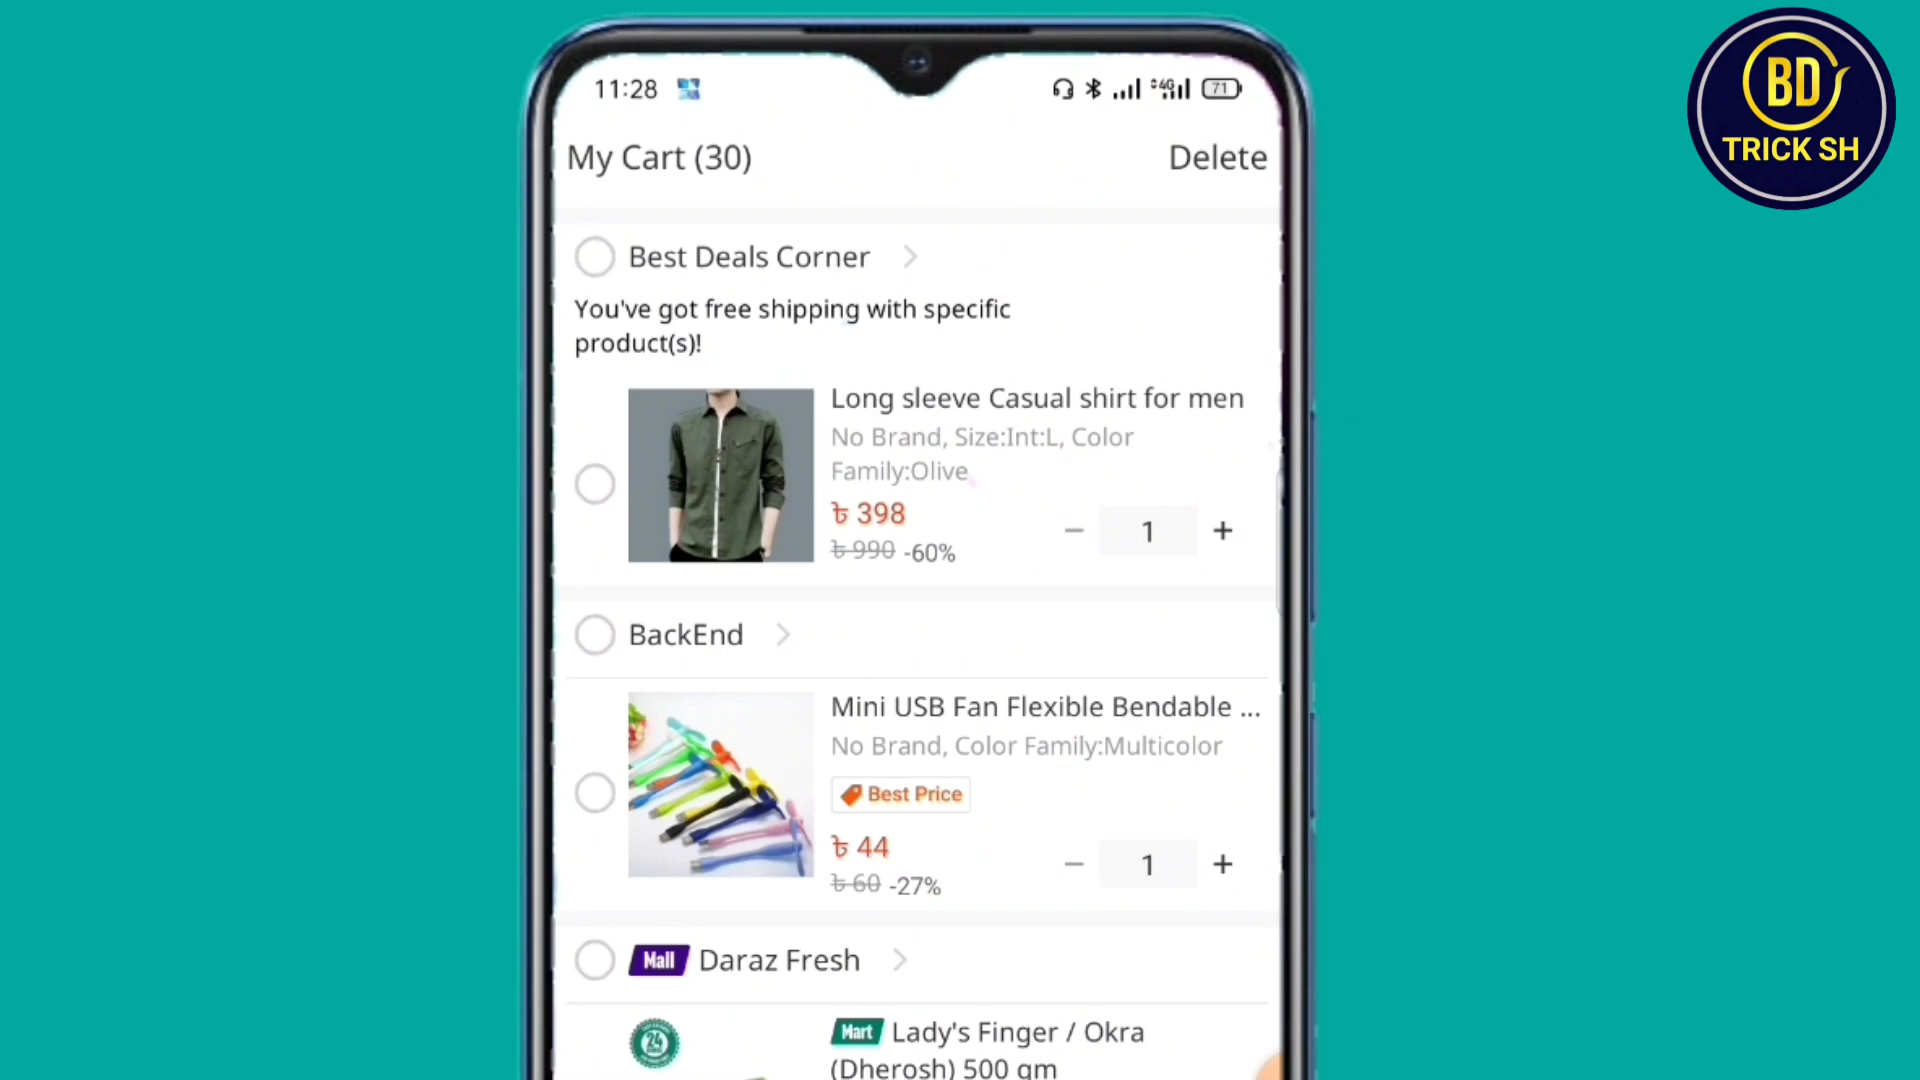 11:28
4G
71
BD
TRICK SH
My Cart (30)
Delete
Best Deals Corner
You've got free shipping with specific
product(s)!
Long sleeve Casual shirt for men
No Brand, Size:Int:L, Color
Family:Olive
৳ 398
৳ 990 -60%
− 1 +
BackEnd
Mini USB Fan Flexible Bendable ...
No Brand, Color Family:Multicolor
Best Price
৳ 44
৳ 60 -27%
− 1 +
Mall Daraz Fresh
24
Mart Lady's Finger / Okra
(Dherosh) 500 gm